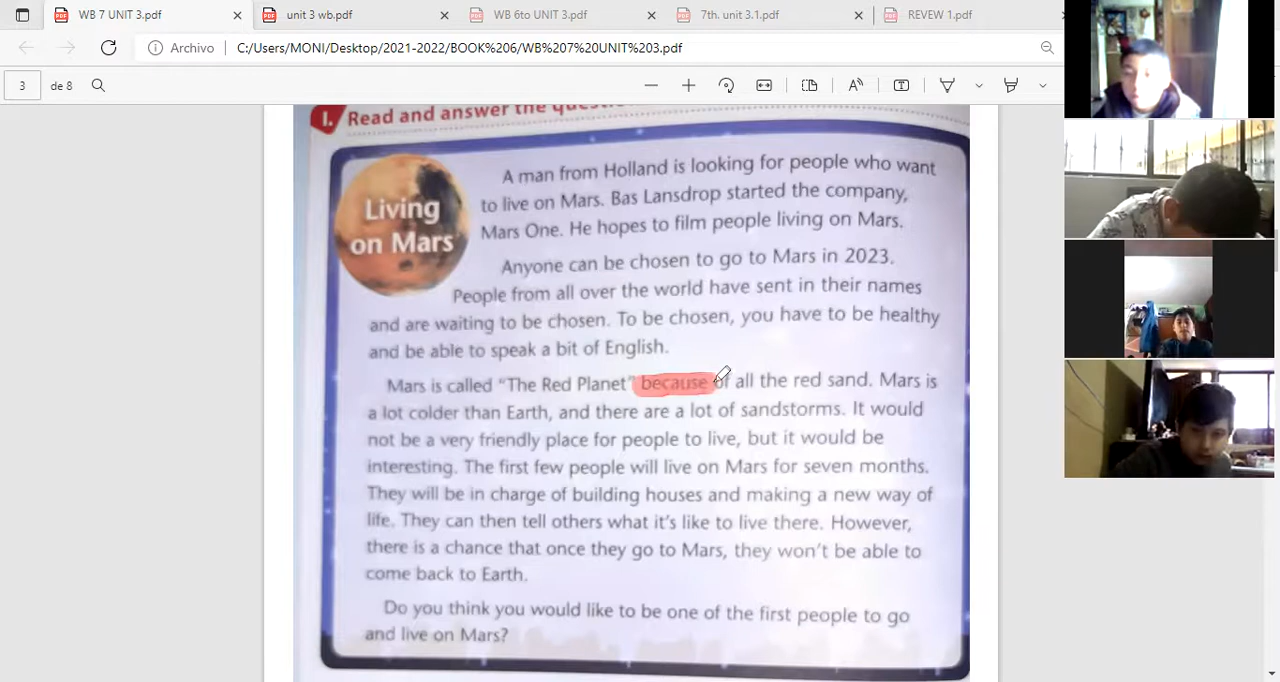 WB 7 UNIT 3.pdf
unit 3 wb.pdf
WB 6to UNIT 3.pdf
7th. unit 3.1.pdf
REVEW 1.pdf
Archivo
C:/Users/MONI/Desktop/2021-2022/BOOK%206/WB%207%20UNIT%203.pdf
3 de 8
I. Read and answer the
Living
on Mars
A man from Holland is looking for people who want
to live on Mars. Bas Lansdrop started the company,
Mars One. He hopes to film people living on Mars.
Anyone can be chosen to go to Mars in 2023.
People from all over the world have sent in their names
and are waiting to be chosen. To be chosen, you have to be healthy
and be able to speak a bit of English.
Mars is called "The Red Planet" because of all the red sand. Mars is
a lot colder than Earth, and there are a lot of sandstorms. It would
not be a very friendly place for people to live, but it would be
interesting. The first few people will live on Mars for seven months.
They will be in charge of building houses and making a new way of
life. They can then tell others what it's like to live there. However,
there is a chance that once they go to Mars, they won't be able to
come back to Earth.
Do you think you would like to be one of the first people to go
and live on Mars?